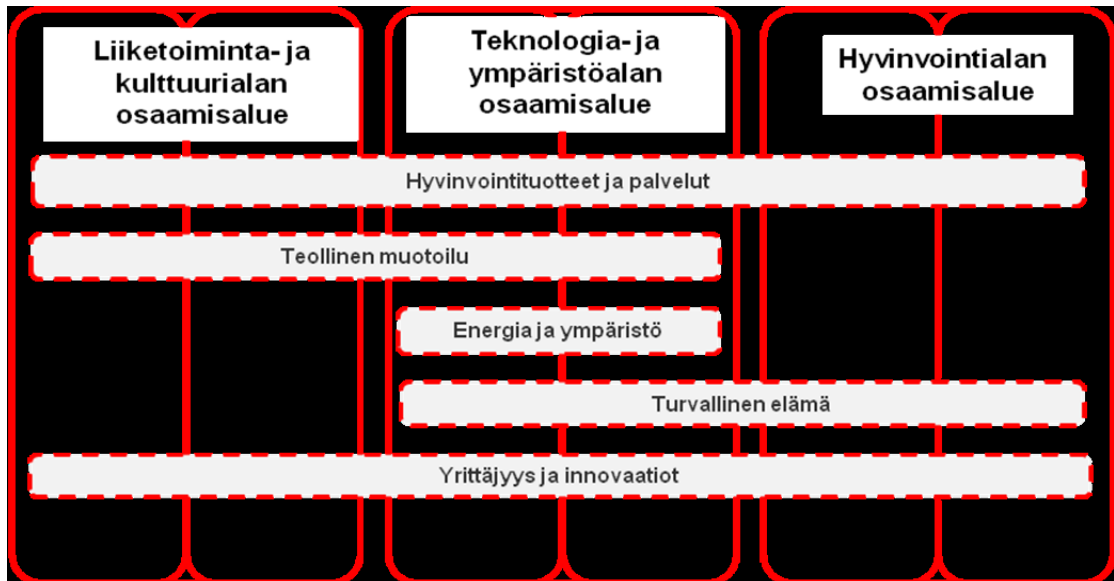 Liiketoiminta- ja
kulttuurialan
osaamisalue
Teknologia- ja
ympäristöalan
osaamisalue
Hyvinvointialan
osaamisalue
Hyvinvointituotteet ja palvelut
Teollinen muotoilu
Energia ja ympäristö
Turvallinen elämä
Yrittäjyys ja innovaatiot